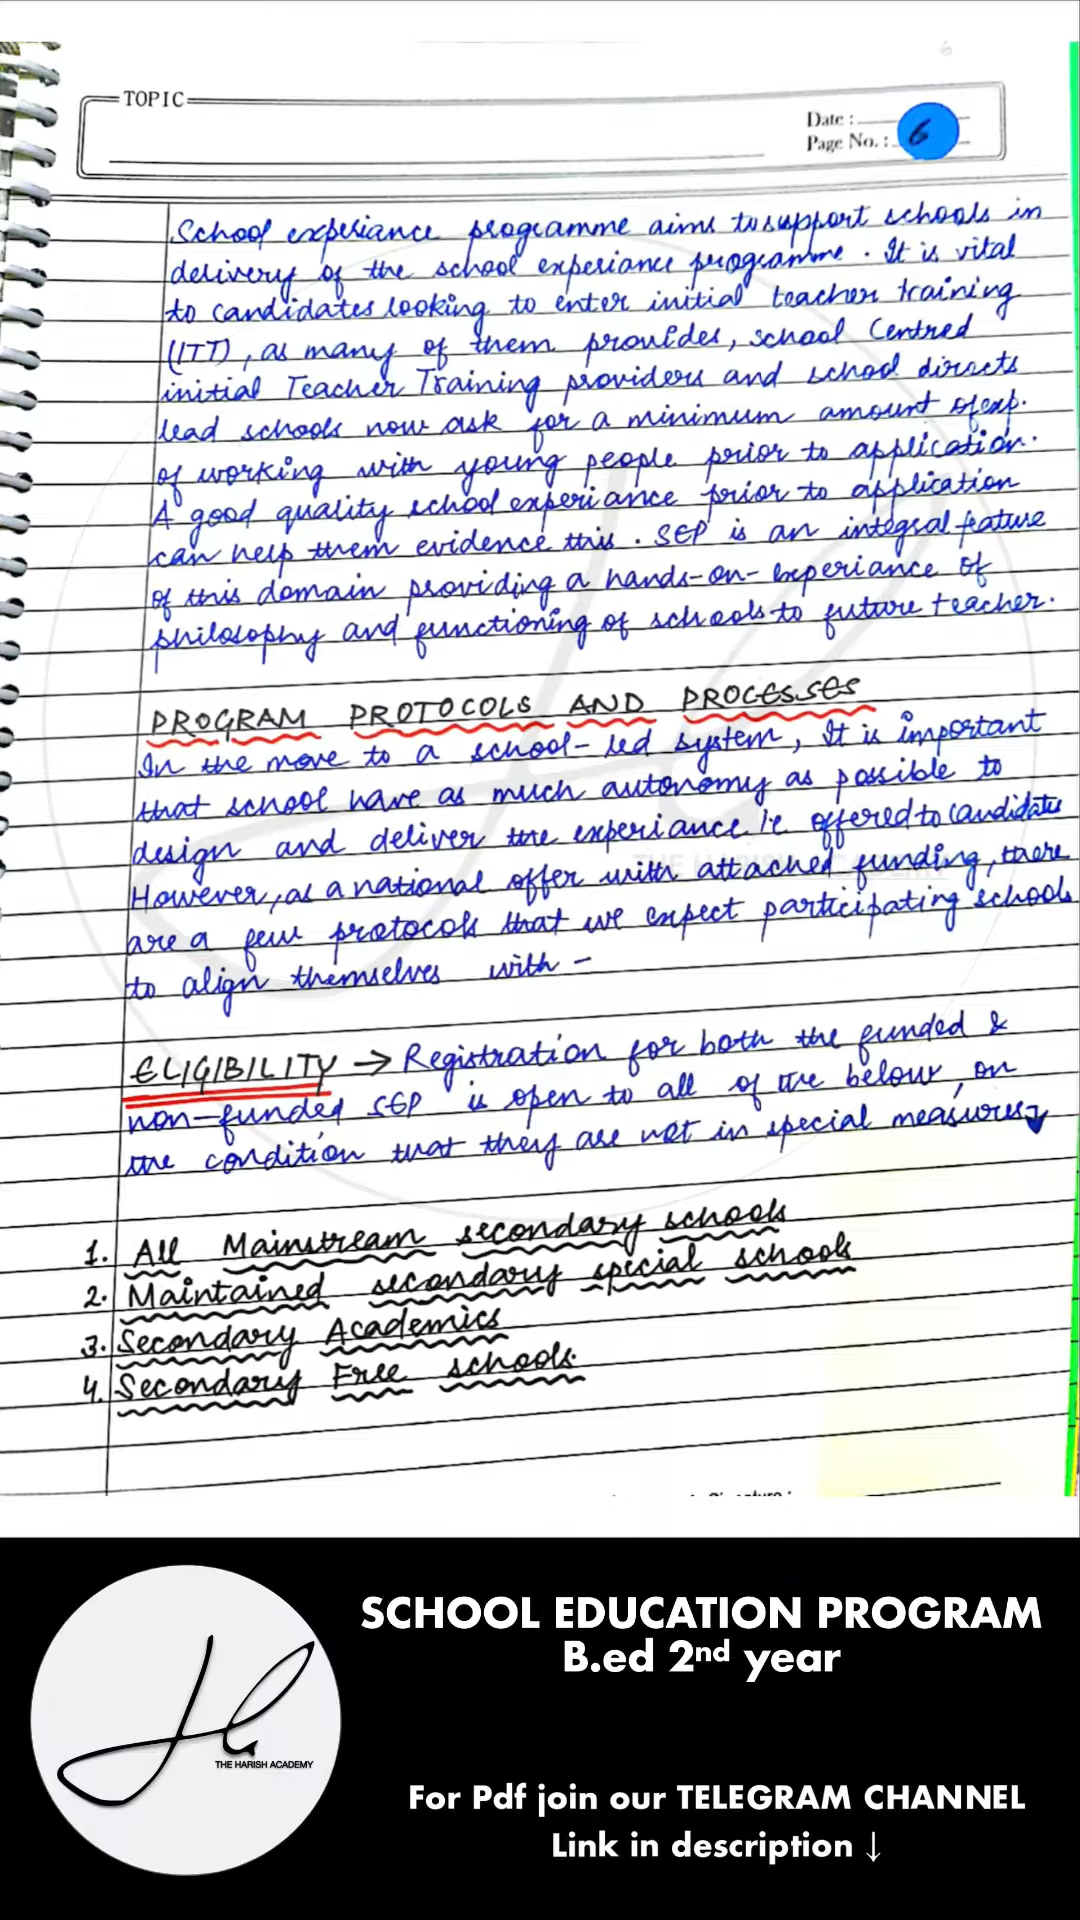 6
TOPIC
Date :
Page No. : 6
School experiance programme aims to support schools in
delivery of the school experiance programme. It is vital
to candidates looking to enter initial teacher training
(ITT), as many of them provides, school Centred
initial Teacher Training providers and school directs
lead schools now ask for a minimum amount of exp.
of working with young people prior to application.
A good quality school experiance prior to application
can help them evidence this. SEP is an integral feature
of this domain providing a hands-on-experiance of
philosophy and functioning of schools to future teacher.
PROGRAM PROTOCOLS AND PROCESSES
In the move to a school-led system, It is important
that school have as much autonomy as possible to
design and deliver the experiance i.e offered to candidates
However, as a national offer with attached funding, there
are a few protocols that we expect participating schools
to align themselves with -
ELIGIBILITY → Registration for both the funded &
non-funded SEP is open to all of the below, on
the condition that they are not in special measures
1. All Mainstream secondary schools
2. Maintained secondary special schools
3. Secondary Academics
4. Secondary Free schools.
THE HARISH ACADEMY
SCHOOL EDUCATION PROGRAM
B.ed 2nd year
THE HARISH ACADEMY
For Pdf join our TELEGRAM CHANNEL
Link in description ↓